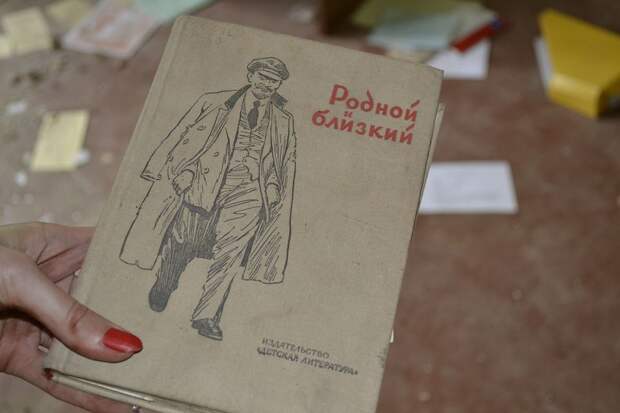 Родной
и
близкий
ИЗДАТЕЛЬСТВО
«ДЕТСКАЯ ЛИТЕРАТУРА»